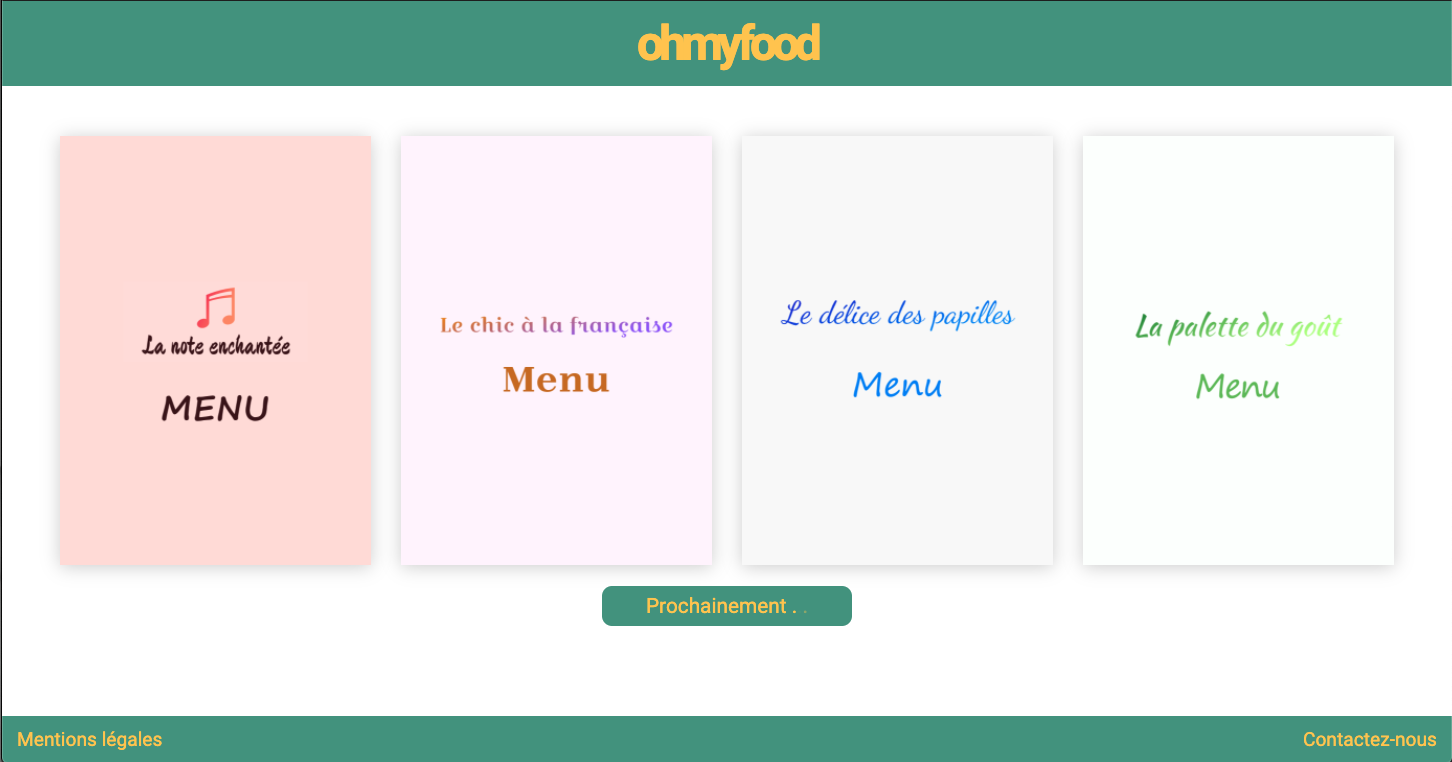 ohmyfood
La note enchantée
MENU
Le chic à la française
Menu
Le délice des papilles
Menu
La palette du goût
Menu
Prochainement . .
Mentions légales
Contactez-nous